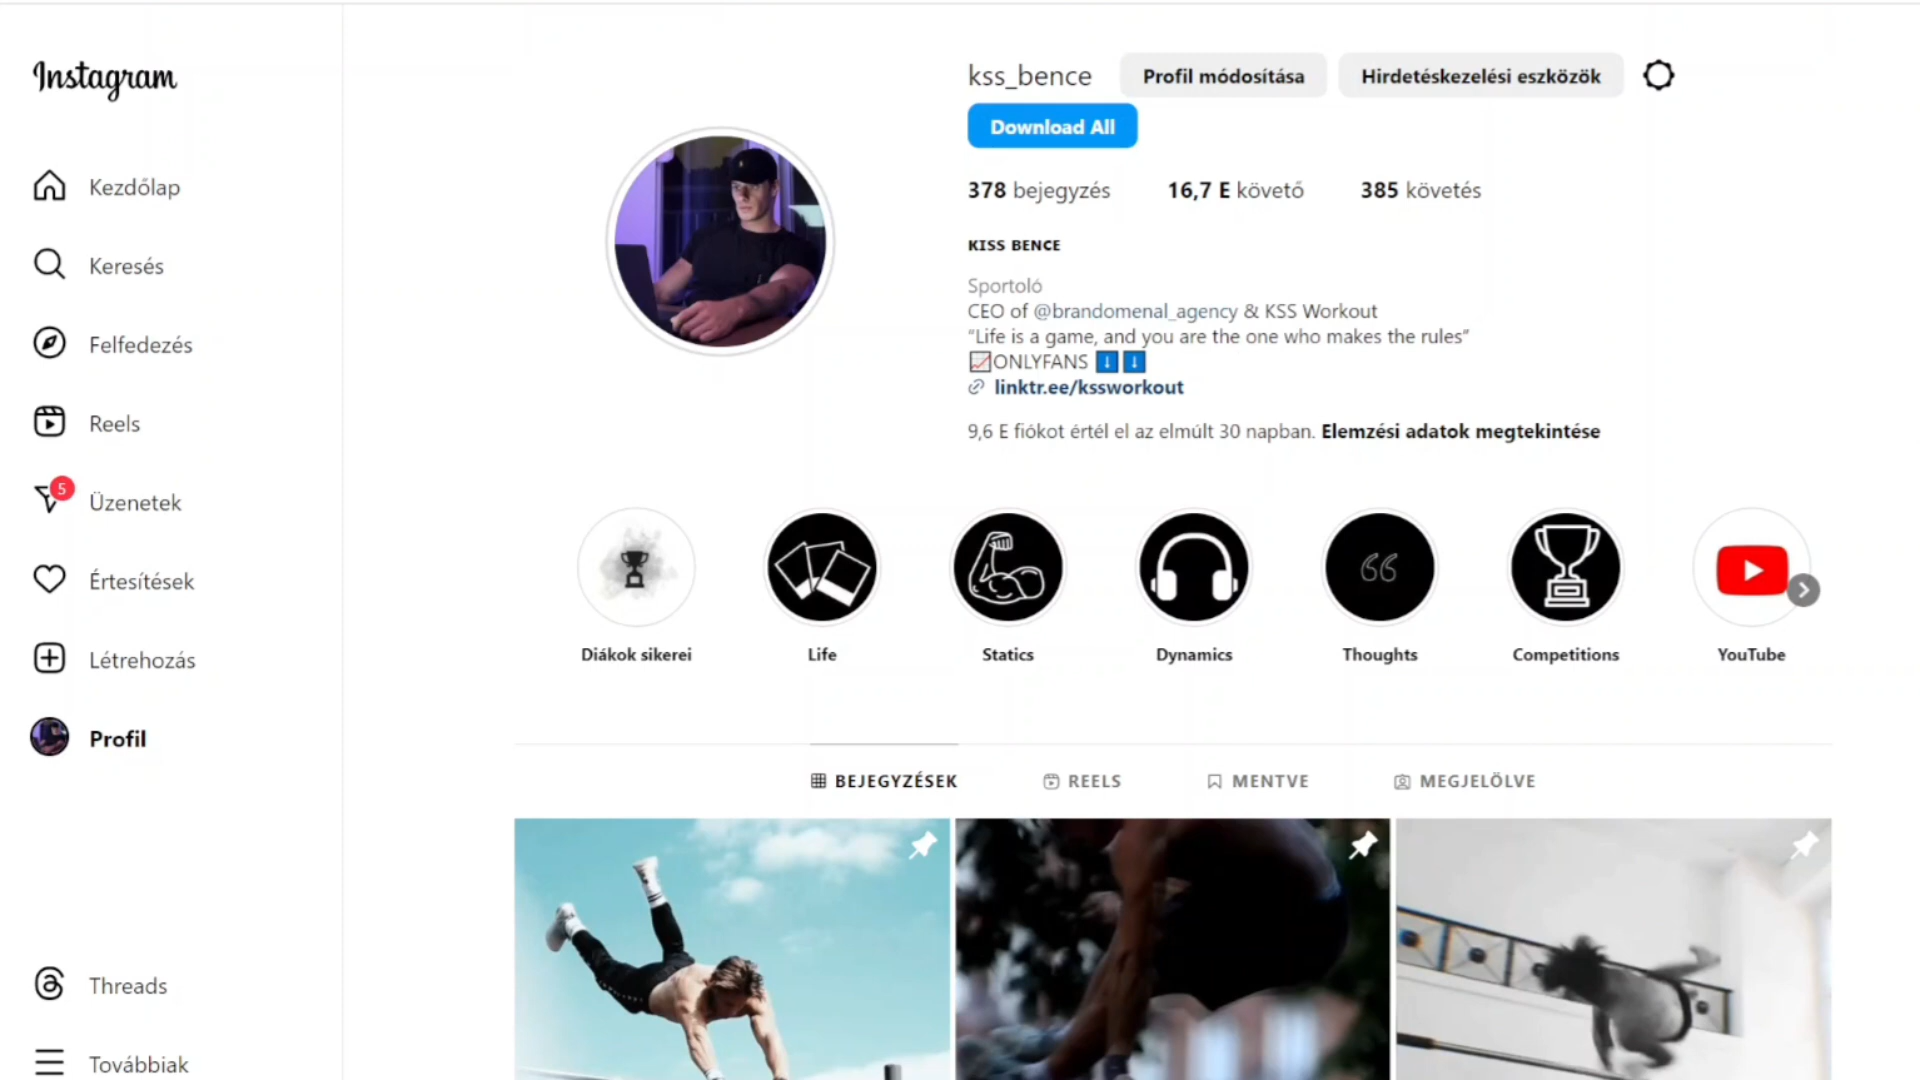 Instagram
Kezdőlap
Keresés
Felfedezés
Reels
5
Üzenetek
Értesítések
Létrehozás
Profil
Threads
Továbbiak
kss_bence
Profil módosítása
Hirdetéskezelési eszközök
Download All
378 bejegyzés
16,7 E követő
385 követés
KISS BENCE
Sportoló
CEO of @brandomenal_agency & KSS Workout
“Life is a game, and you are the one who makes the rules”
📈ONLYFANS ⬇️⬇️
linktr.ee/kssworkout
9,6 E fiókot értél el az elmúlt 30 napban. Elemzési adatok megtekintése
Diákok sikerei
Life
Statics
Dynamics
Thoughts
Competitions
YouTube
BEJEGYZÉSEK
REELS
MENTVE
MEGJELÖLVE